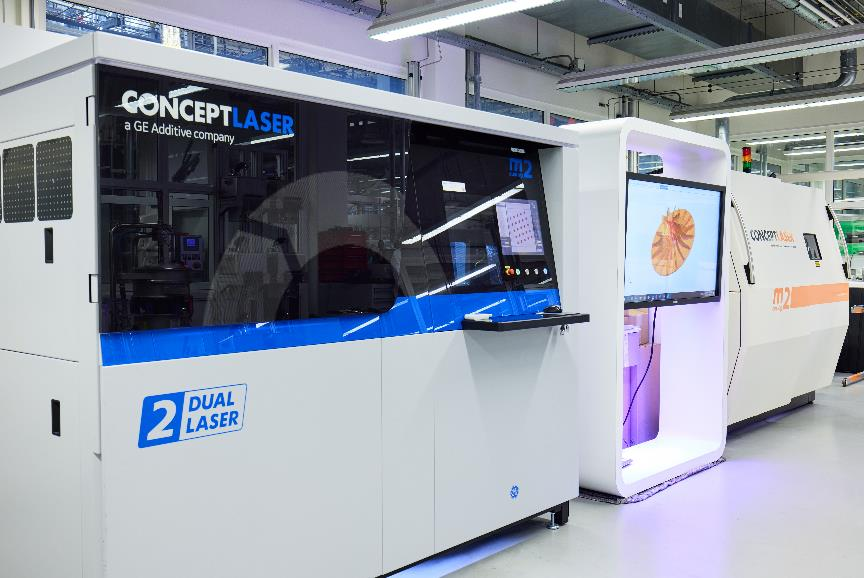 CONCEPTLASER
a GE Additive company
m2
2 DUAL
LASER
CONCEPTLASER
m2